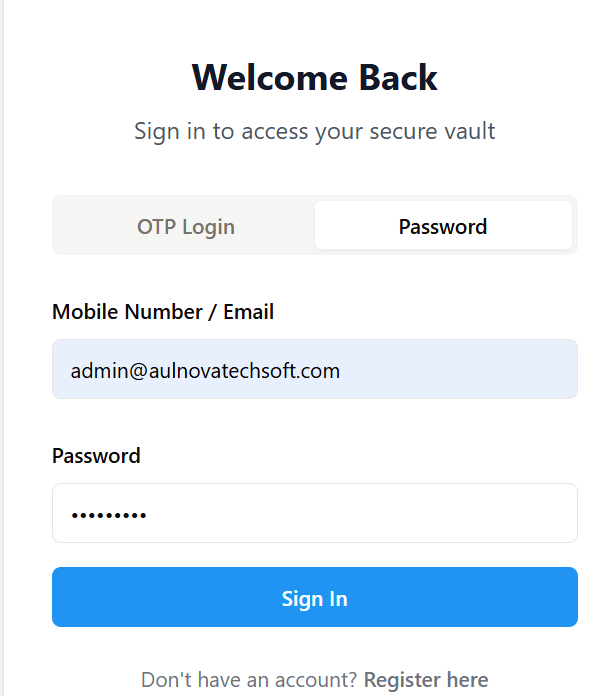 Welcome Back
Sign in to access your secure vault
OTP Login Password
Mobile Number / Email
admin@aulnovatechsoft.com
Password
•••••••••
Sign In
Don't have an account? Register here